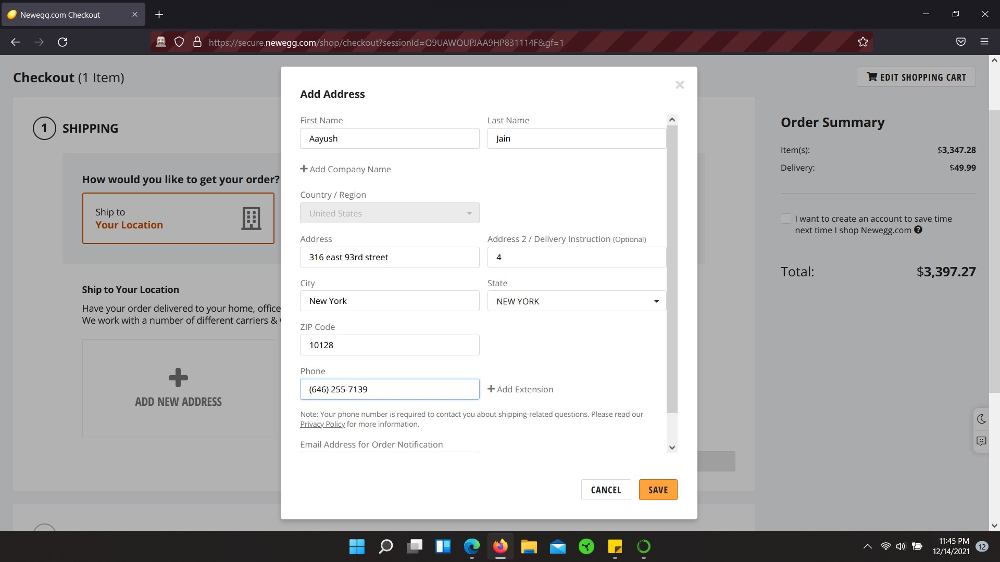 Newegg.com Checkout
https://secure.newegg.com/shop/checkout?sessionId=Q9UAWQUPJAA9HP831114F&gf=1
Checkout (1 Item)
EDIT SHOPPING CART
1 SHIPPING
How would you like to get your order?
Ship to
Your Location
Ship to Your Location
Have your order delivered to your home, office
We work with a number of different carriers &
ADD NEW ADDRESS
Add Address
First Name
Last Name
Aayush
Jain
Add Company Name
Country / Region
United States
Address
Address 2 / Delivery Instruction (Optional)
316 east 93rd street
4
City
State
New York
NEW YORK
ZIP Code
10128
Phone
(646) 255-7139
Add Extension
Note: Your phone number is required to contact you about shipping-related questions. Please read our
Privacy Policy for more information.
Email Address for Order Notification
CANCEL
SAVE
Order Summary
Item(s): $3,347.28
Delivery: $49.99
I want to create an account to save time
next time I shop Newegg.com
Total: $3,397.27
11:45 PM
12/14/2021
12